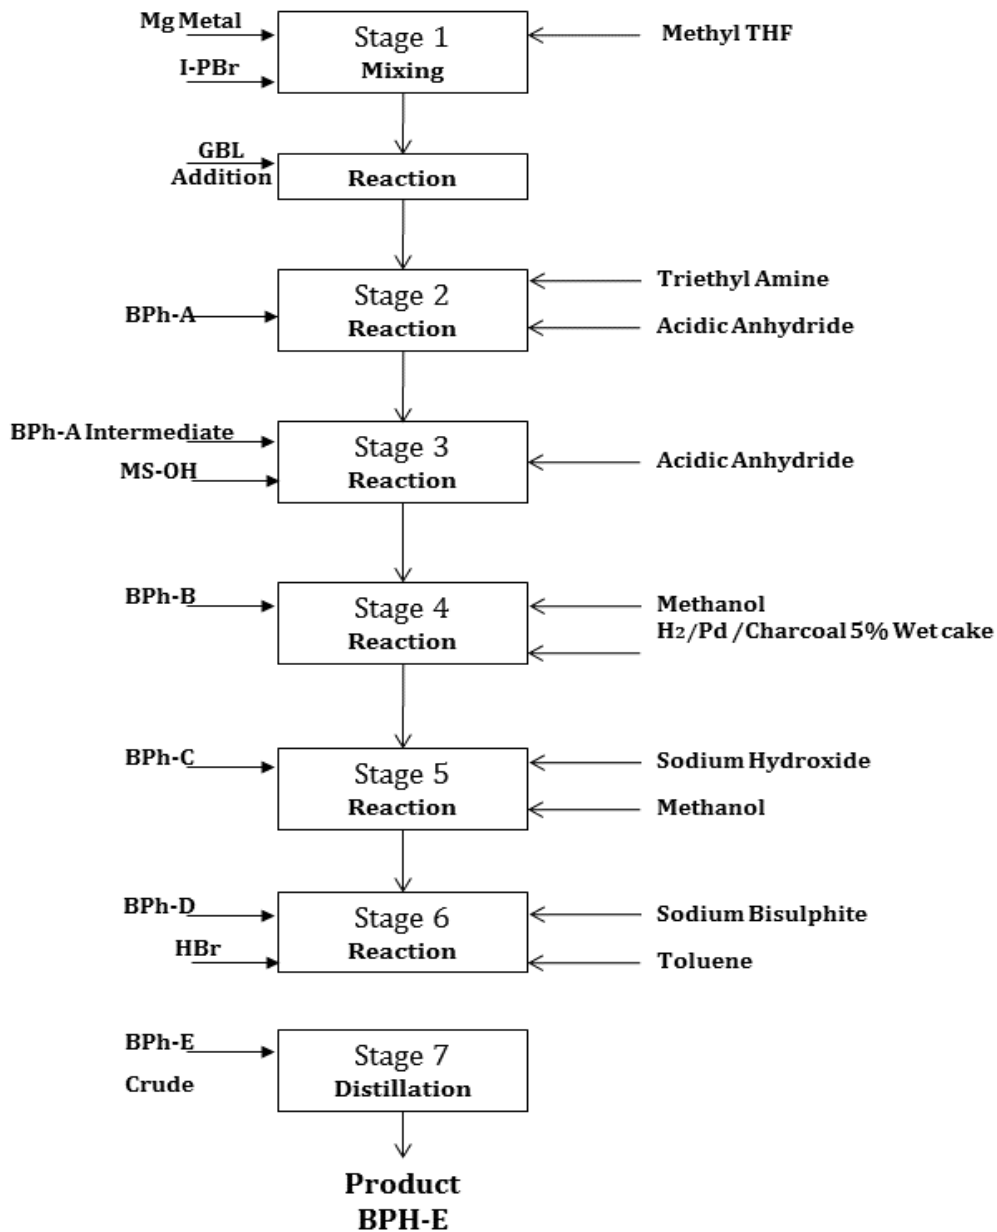 Mg Metal
Stage 1
Methyl THF
Mixing
I-PBr
GBL
Addition
Reaction
Stage 2
Triethyl Amine
BPh-A
Reaction
Acidic Anhydride
BPh-A Intermediate
Stage 3
Acidic Anhydride
MS-OH
Reaction
BPh-B
Stage 4
Methanol
Reaction
H2/Pd /Charcoal 5% Wet cake
BPh-C
Stage 5
Sodium Hydroxide
Reaction
Methanol
BPh-D
Stage 6
Sodium Bisulphite
HBr
Reaction
Toluene
BPh-E
Crude
Stage 7
Distillation
Product
BPH-E